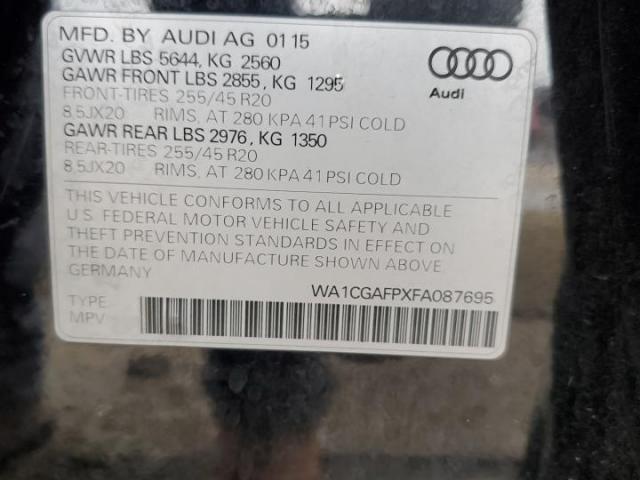 MFD. BY AUDI AG 01 15
GVWR LBS 5644, KG 2560
GAWR FRONT LBS 2855, KG 1295
FRONT-TIRES 255/45 R20
8,5JX20 RIMS, AT 280 KPA 41 PSI COLD
GAWR REAR LBS 2976, KG 1350
REAR-TIRES 255/45 R20
8,5JX20 RIMS, AT 280 KPA 41 PSI COLD
Audi
THIS VEHICLE CONFORMS TO ALL APPLICABLE
U.S. FEDERAL MOTOR VEHICLE SAFETY AND
THEFT PREVENTION STANDARDS IN EFFECT ON
THE DATE OF MANUFACTURE SHOWN ABOVE
GERMANY
WA1CGAFPXFA087695
TYPE
MPV